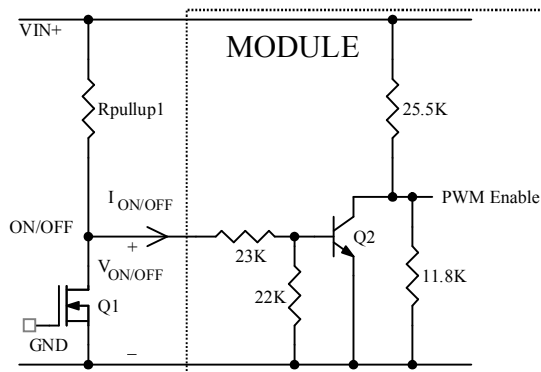 VIN+
MODULE
Rpullup1
25.5K
I ON/OFF
PWM Enable
ON/OFF
+
Q2
23K
V ON/OFF
22K
11.8K
Q1
GND
_